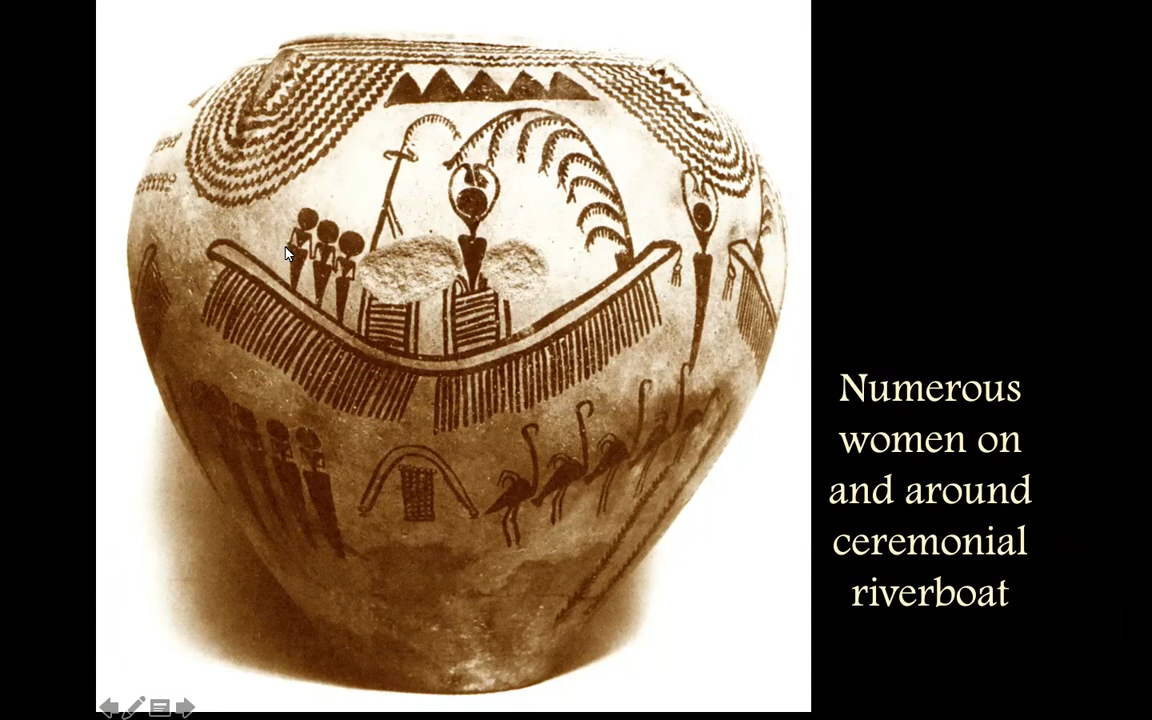 Numerous
women on
and around
ceremonial
riverboat